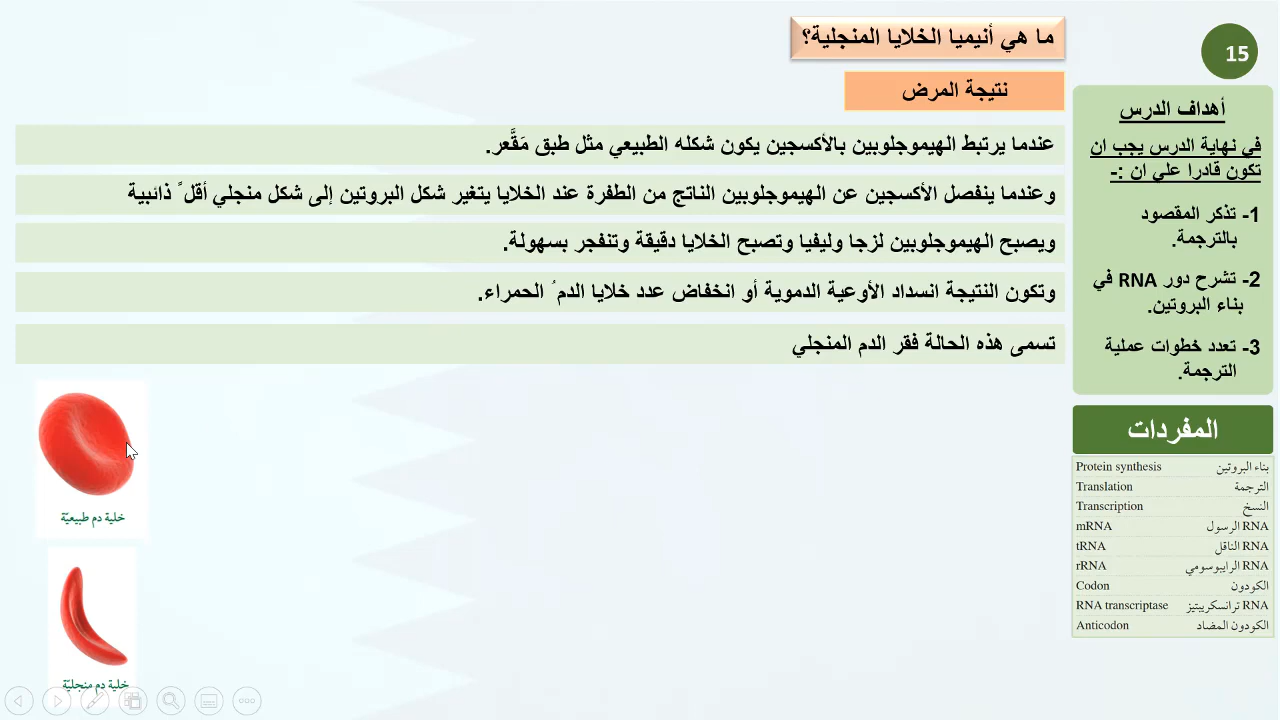 ما هي أنيميا الخلايا المنجلية؟
15
نتيجة المرض
عندما يرتبط الهيموجلوبين بالأكسجين يكون شكله الطبيعي مثل طبق مَقَّعر.
وعندما ينفصل الأكسجين عن الهيموجلوبين الناتج من الطفرة عند الخلايا يتغير شكل البروتين إلى شكل منجلي أقل ً ذائبية
ويصبح الهيموجلوبين لزجا وليفيا وتصبح الخلايا دقيقة وتنفجر بسهولة.
وتكون النتيجة انسداد الأوعية الدموية أو انخفاض عدد خلايا الدم ُ الحمراء.
تسمى هذه الحالة فقر الدم المنجلي
خلية دم طبيعيّة
خلية دم منجليّة
أهداف الدرس
في نهاية الدرس يجب ان
تكون قادرا علي ان :-
1- تذكر المقصود
بالترجمة.
2- تشرح دور RNA في
بناء البروتين.
3- تعدد خطوات عملية
الترجمة.
المفردات
بناء البروتين Protein synthesis
الترجمة Translation
النسخ Transcription
RNA الرسول mRNA
RNA الناقل tRNA
RNA الرايبوسومي rRNA
الكودون Codon
RNA ترانسكريبتيز RNA transcriptase
الكودون المضاد Anticodon